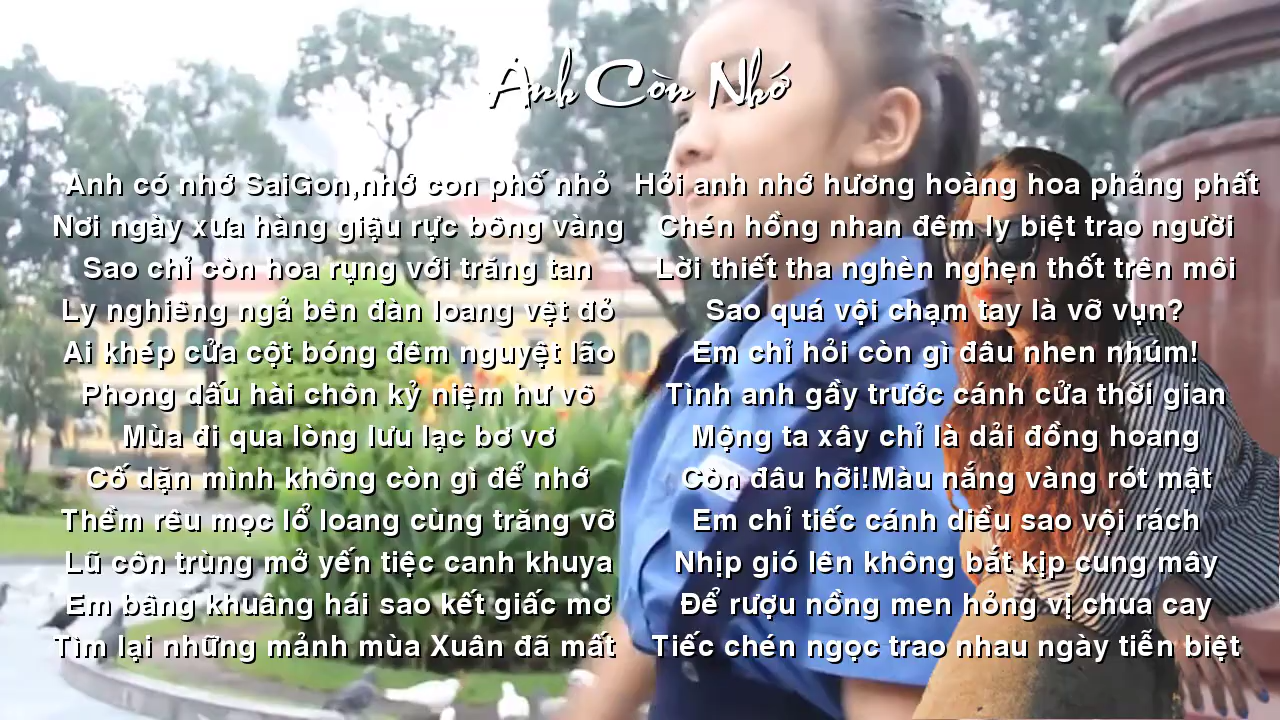 Anh Còn Nhớ
Anh có nhớ SaiGon,nhớ con phố nhỏ
Nơi ngày xưa hàng giậu rực bông vàng
Sao chỉ còn hoa rụng với trăng tan
Ly nghiêng ngả bên đàn loang vệt đỏ
Ai khép cửa cột bóng đêm nguyệt lão
Phong dấu hài chôn kỷ niệm hư vô
Mùa đi qua lòng lưu lạc bơ vơ
Cố dặn mình không còn gì để nhớ
Thềm rêu mọc lổ loang cùng trăng vỡ
Lũ côn trùng mở yến tiệc canh khuya
Em bâng khuâng hái sao kết giấc mơ
Tìm lại những mảnh mùa Xuân đã mất
Hỏi anh nhớ hương hoàng hoa phảng phất
Chén hồng nhan đêm ly biệt trao người
Lời thiết tha nghèn nghẹn thốt trên môi
Sao quá vội chạm tay là vỡ vụn?
Em chỉ hỏi còn gì đâu nhen nhúm!
Tình anh gầy trước cánh cửa thời gian
Mộng ta xây chỉ là dải đồng hoang
Còn đâu hỡi!Màu nắng vàng rót mật
Em chỉ tiếc cánh diều sao vội rách
Nhịp gió lên không bắt kịp cung mây
Để rượu nồng men hỏng vị chua cay
Tiếc chén ngọc trao nhau ngày tiễn biệt